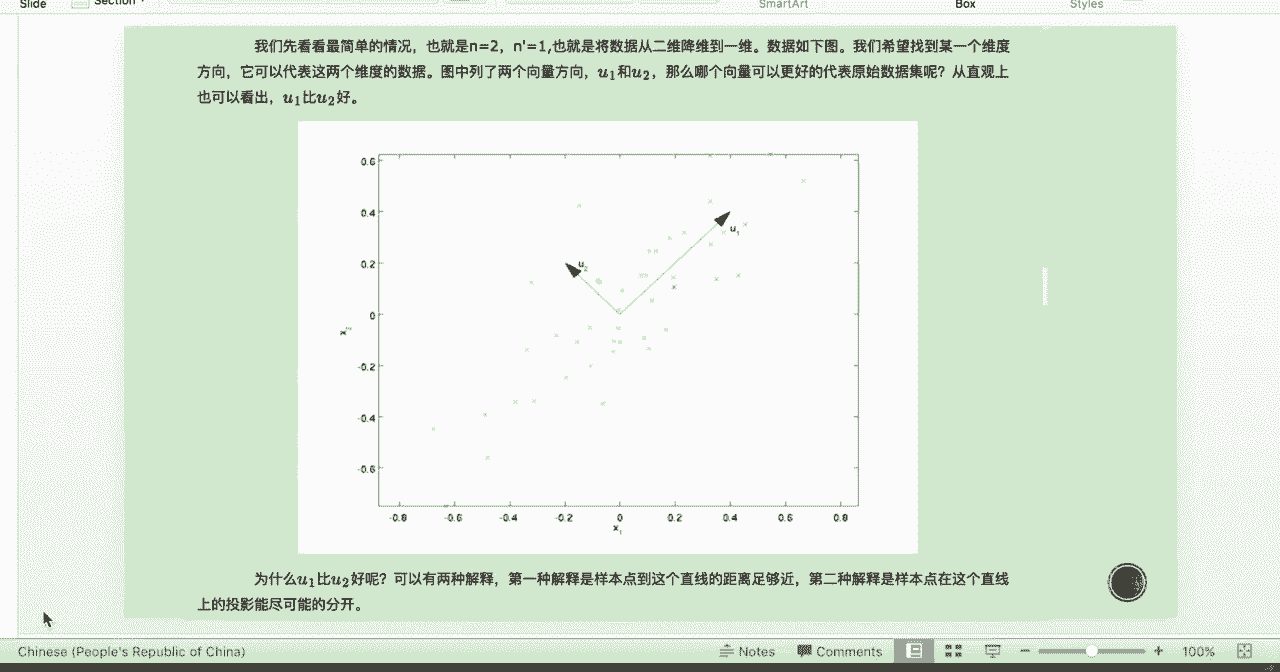 Slide
Section
SmartArt
Box
Styles
我们先看看最简单的情况，也就是n=2，n'=1,也就是将数据从二维降维到一维。数据如下图。我们希望找到某一个维度
方向，它可以代表这两个维度的数据。图中列了两个向量方向，u₁和u₂，那么哪个向量可以更好的代表原始数据集呢？从直观上
也可以看出，u₁比u₂好。
0.6
0.4
u₁
0.2
u₂
0
x₂
-0.2
-0.4
-0.6
-0.8 -0.6 -0.4 -0.2 0 0.2 0.4 0.6 0.8
x₁
为什么u₁比u₂好呢？可以有两种解释，第一种解释是样本点到这个直线的距离足够近，第二种解释是样本点在这个直线
上的投影能尽可能的分开。
Chinese (People's Republic of China)
Notes
Comments
100%